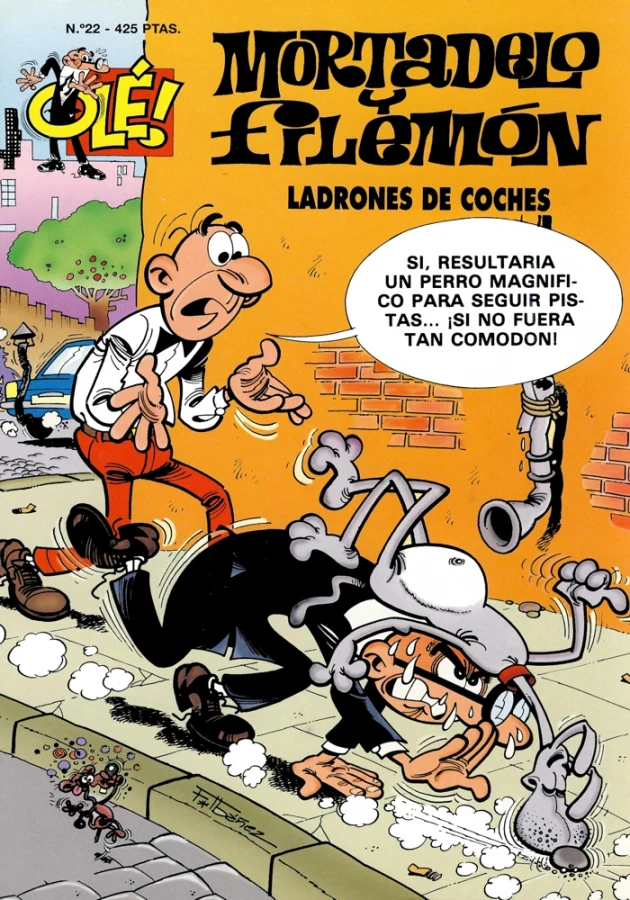 N.º 22 - 425 PTAS.
OLÉ!
MORTADELO
Y
FILEMÓN
LADRONES DE COCHES
SI, RESULTARIA
UN PERRO MAGNIFI-
CO PARA SEGUIR PIS-
TAS... ¡SI NO FUERA
TAN COMODON!
F. Ibáñez